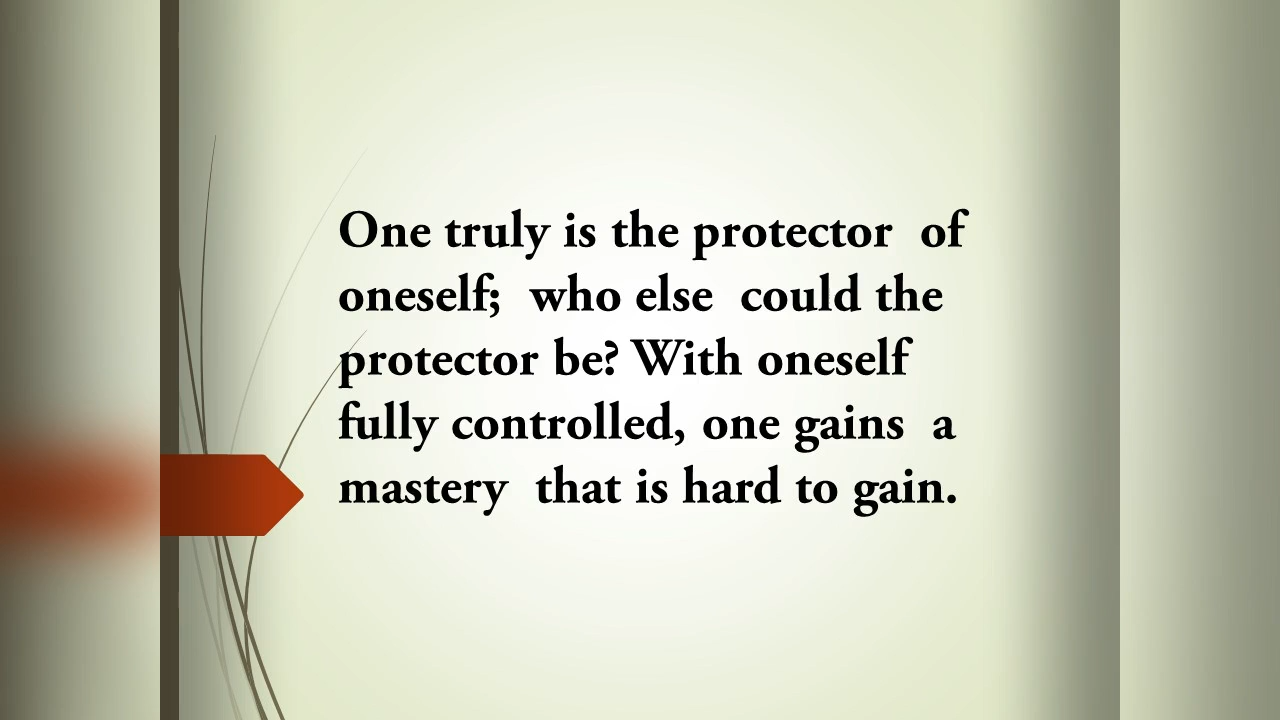 One truly is the protector of
oneself; who else could the
protector be? With oneself
fully controlled, one gains a
mastery that is hard to gain.